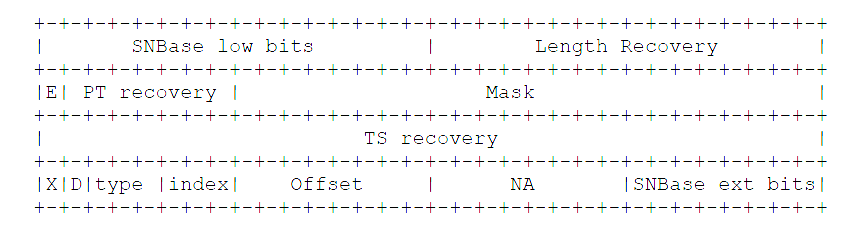 +-+-+-+-+-+-+-+-+-+-+-+-+-+-+-+-+-+-+-+-+-+-+-+-+-+-+-+-+-+-+-+-+
|       SNBase low bits         |        Length Recovery        |
+-+-+-+-+-+-+-+-+-+-+-+-+-+-+-+-+-+-+-+-+-+-+-+-+-+-+-+-+-+-+-+-+
|E| PT recovery |                    Mask                       |
+-+-+-+-+-+-+-+-+-+-+-+-+-+-+-+-+-+-+-+-+-+-+-+-+-+-+-+-+-+-+-+-+
|                          TS recovery                          |
+-+-+-+-+-+-+-+-+-+-+-+-+-+-+-+-+-+-+-+-+-+-+-+-+-+-+-+-+-+-+-+-+
|X|D|type |index|    Offset     |      NA       |SNBase ext bits|
+-+-+-+-+-+-+-+-+-+-+-+-+-+-+-+-+-+-+-+-+-+-+-+-+-+-+-+-+-+-+-+-+